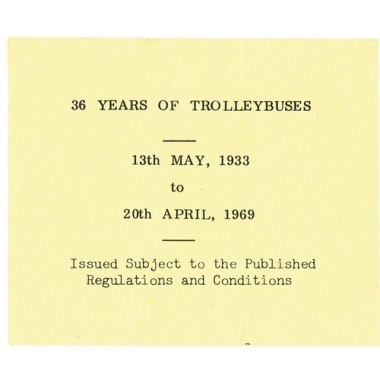 36 YEARS OF TROLLEYBUSES
13th MAY, 1933
to
20th APRIL, 1969
Issued Subject to the Published
Regulations and Conditions